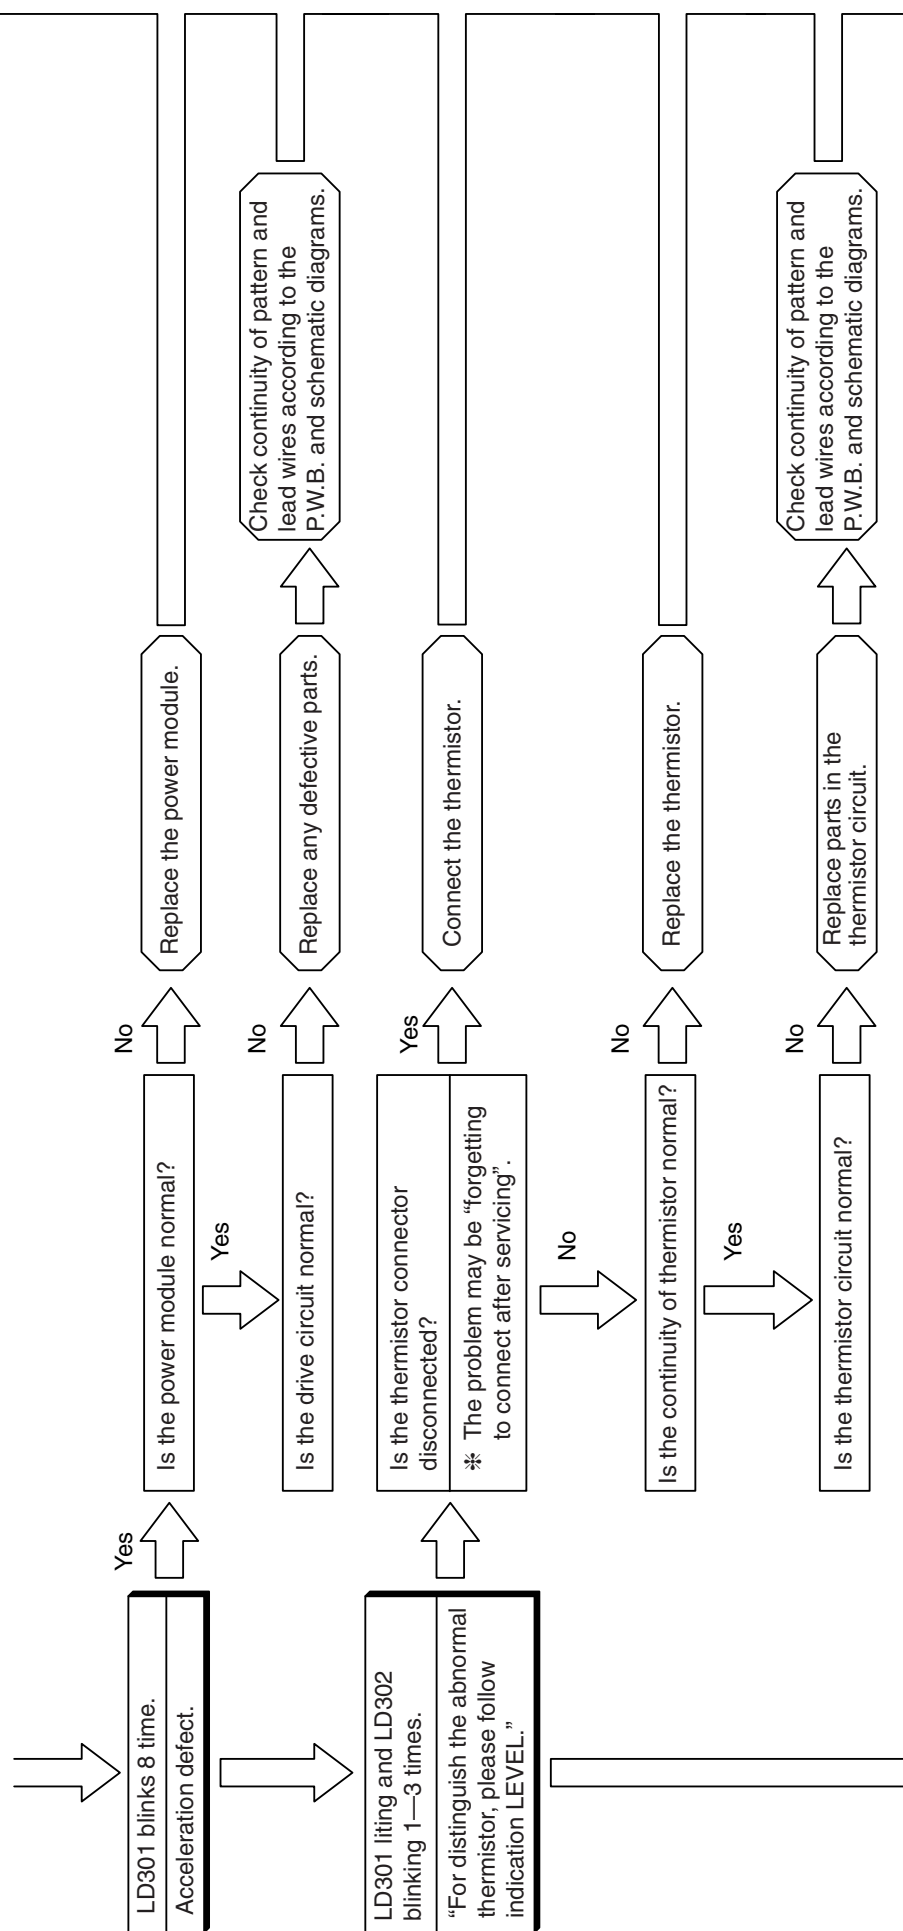 LD301 blinks 8 time.
Acceleration defect.
Yes
Is the power module normal?
No
Replace the power module.
Yes
Is the drive circuit normal?
No
Replace any defective parts.
Check continuity of pattern and
lead wires according to the
P.W.B. and schematic diagrams.
LD301 liting and LD302
blinking 1—3 times.
“For distinguish the abnormal
thermistor, please follow
indication LEVEL.”
Is the thermistor connector
disconnected?
❉ The problem may be “forgetting
to connect after servicing”.
Yes
Connect the thermistor.
No
Is the continuity of thermistor normal?
No
Replace the thermistor.
Yes
Is the thermistor circuit normal?
No
Replace parts in the
thermistor circuit.
Check continuity of pattern and
lead wires according to the
P.W.B. and schematic diagrams.